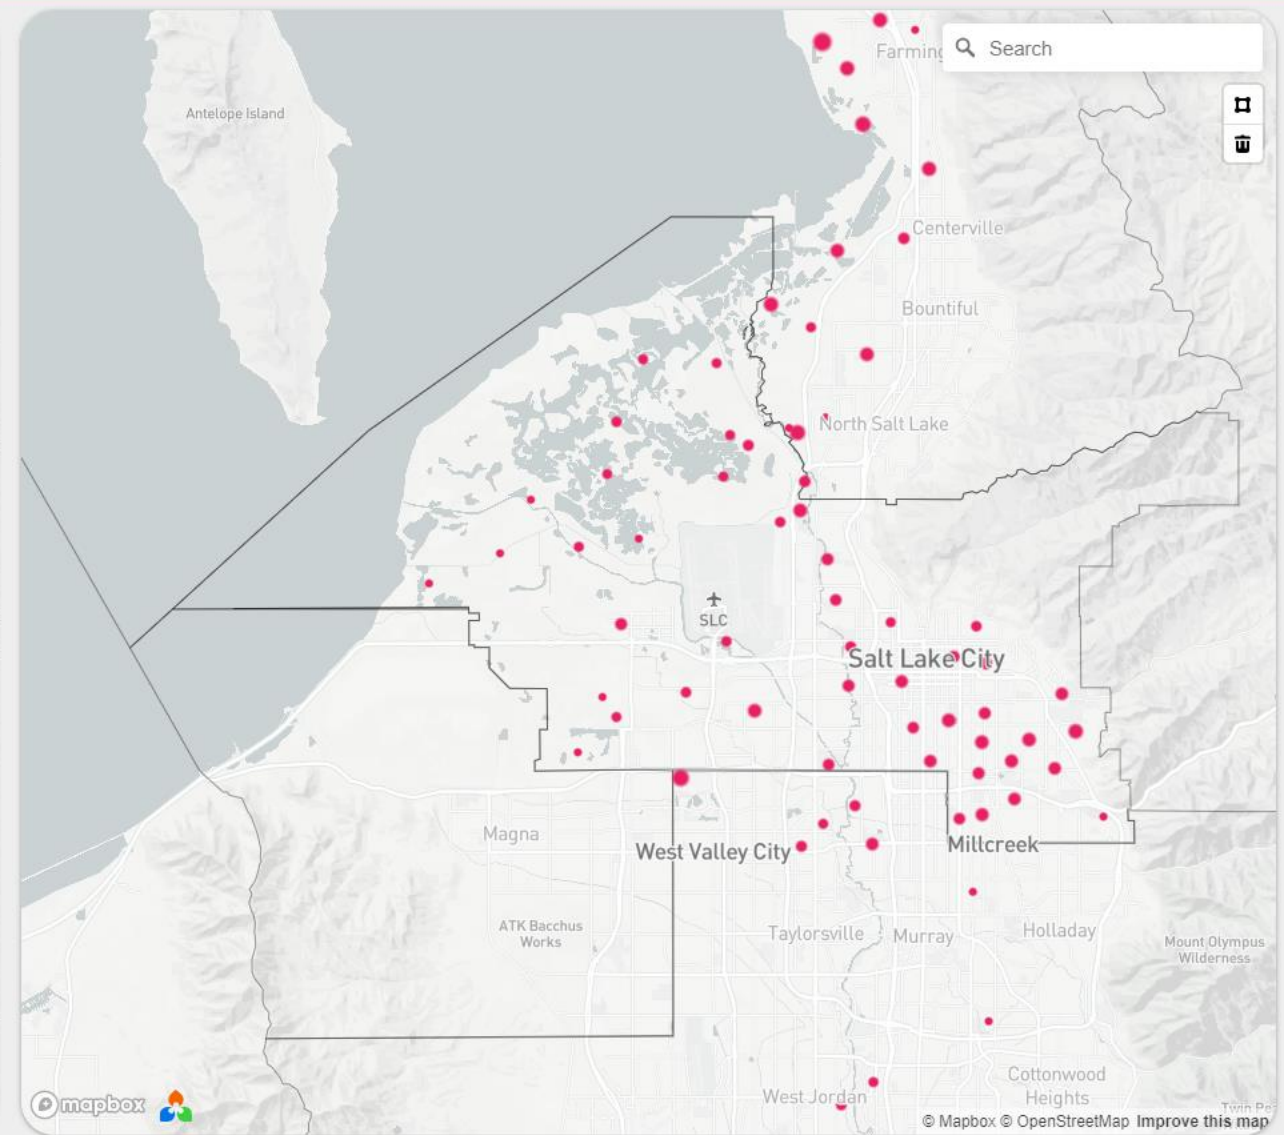 Search
Farming
Antelope Island
Centerville
Bountiful
North Salt Lake
SLC
Salt Lake City
Magna
West Valley City
Millcreek
ATK Bacchus
Works
Taylorsville
Murray
Holladay
Mount Olympus
Wilderness
Cottonwood
Heights
West Jordan
mapbox
© Mapbox © OpenStreetMap Improve this map